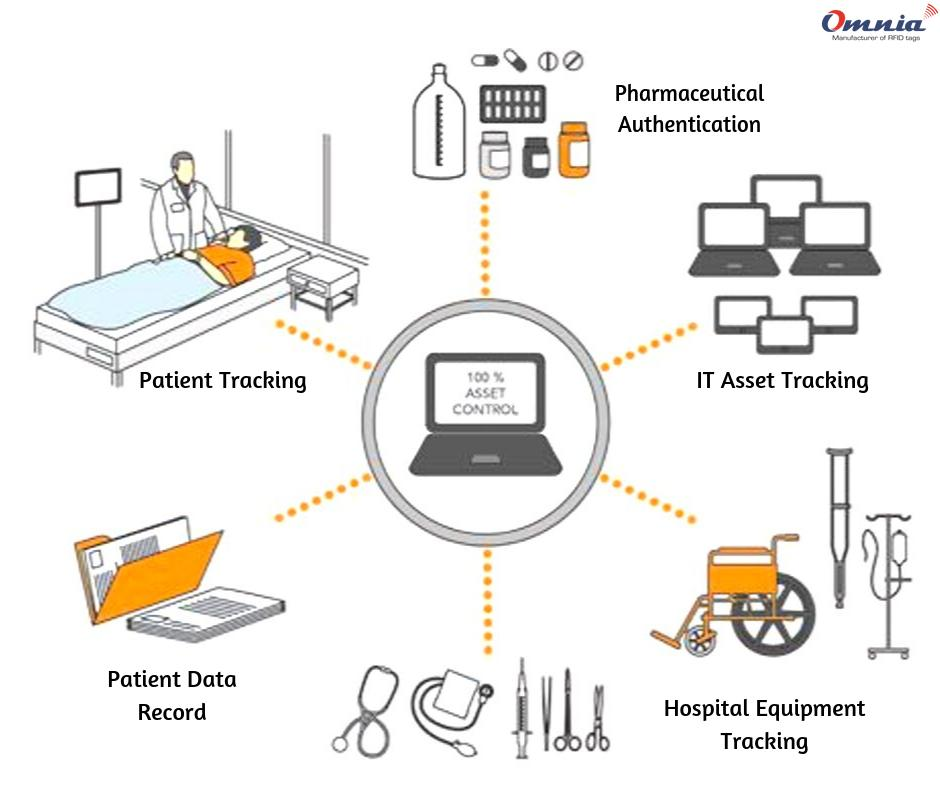 Omnia
Manufacturer of RFID tags
Pharmaceutical
Authentication
Patient Tracking
IT Asset Tracking
100 %
ASSET
CONTROL
Patient Data
Record
Hospital Equipment
Tracking